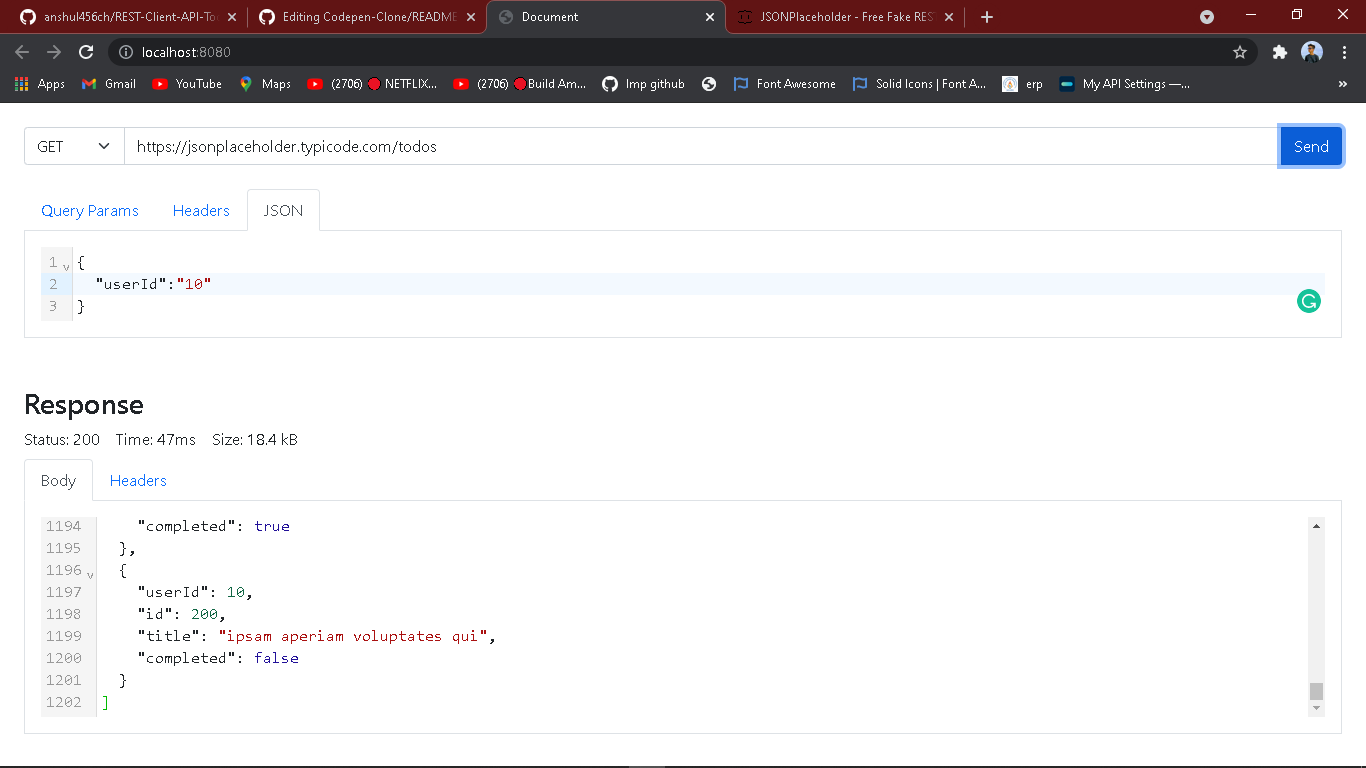 anshul456ch/REST-Client-API-To
Editing Codepen-Clone/README
Document
JSONPlaceholder - Free Fake REST
localhost:8080
Apps
Gmail
YouTube
Maps
(2706) 🔴 NETFLIX...
(2706) 🔴Build Am...
Imp github
Font Awesome
Solid Icons | Font A...
erp
My API Settings —...
»
GET
https://jsonplaceholder.typicode.com/todos
Send
Query Params
Headers
JSON
1 {
2 "userId":"10"
3 }
Response
Status: 200 Time: 47ms Size: 18.4 kB
Body
Headers
1194 "completed": true
1195 },
1196 {
1197 "userId": 10,
1198 "id": 200,
1199 "title": "ipsam aperiam voluptates qui",
1200 "completed": false
1201 }
1202 ]